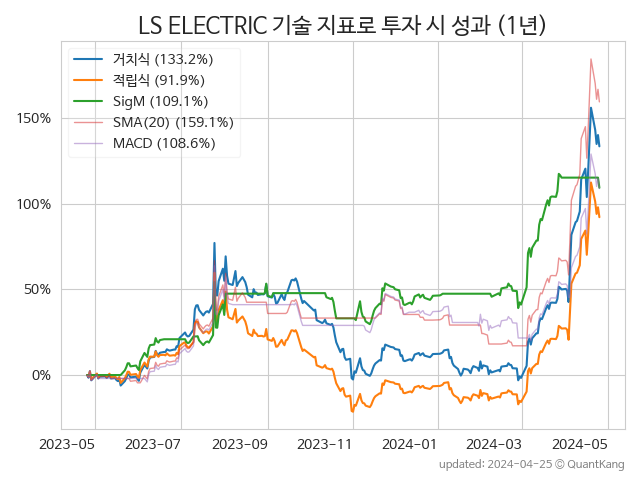 LS ELECTRIC 기술 지표로 투자 시 성과 (1년)
거치식 (133.2%)
적립식 (91.9%)
SigM (109.1%)
SMA(20) (159.1%)
MACD (108.6%)
150%
100%
50%
0%
2023-05 2023-07 2023-09 2023-11 2024-01 2024-03 2024-05
updated: 2024-04-25 © QuantKang